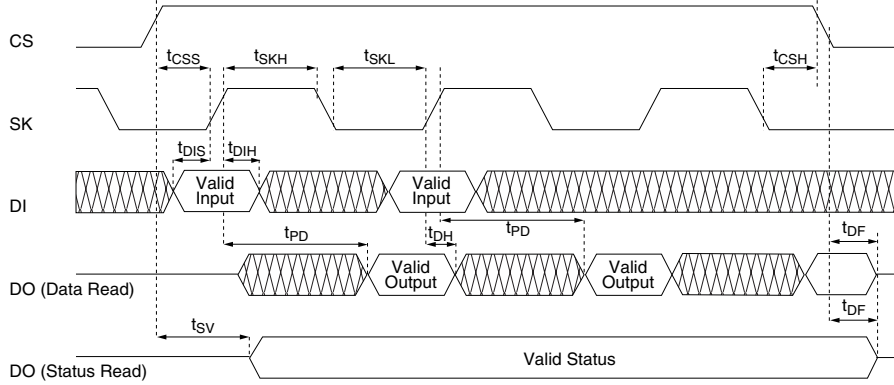 CS
tCSS
tSKH
tSKL
tCSH
SK
tDIS
tDIH
DI
Valid
Input
Valid
Input
tPD
tDH
tPD
tDF
DO (Data Read)
Valid
Output
Valid
Output
tDF
tSV
DO (Status Read)
Valid Status